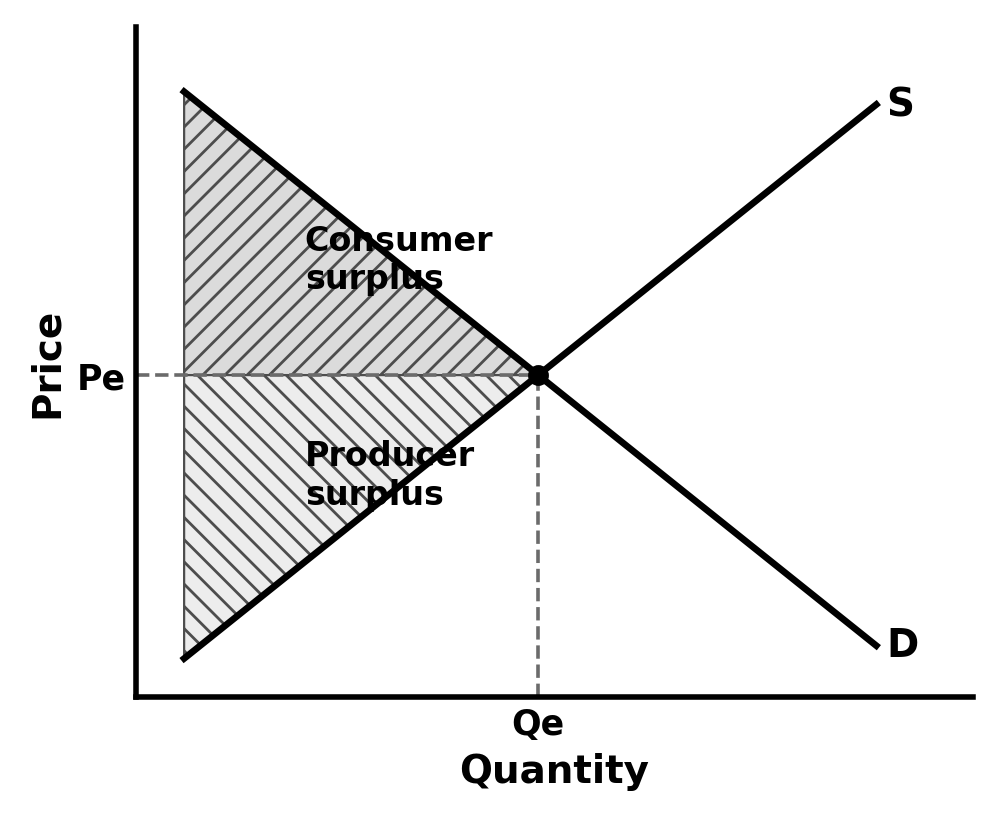 S
Consumer
surplus
Price
Pe
Producer
surplus
D
Qe
Quantity